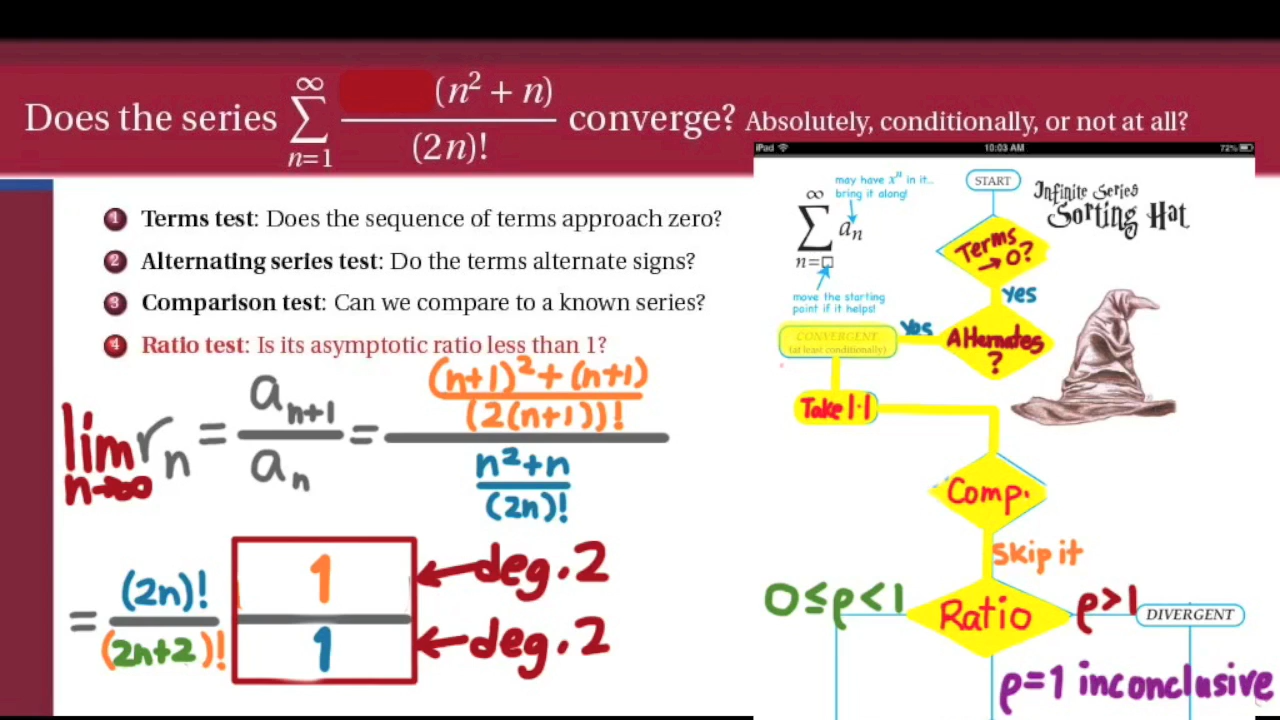 Does the series ∑ n=1 ∞ (n² + n) / (2n)! converge? Absolutely, conditionally, or not at all?
1 Terms test: Does the sequence of terms approach zero?
2 Alternating series test: Do the terms alternate signs?
3 Comparison test: Can we compare to a known series?
4 Ratio test: Is its asymptotic ratio less than 1?
lim n→∞ rₙ = aₙ₊₁ / aₙ = ((n+1)² + (n+1)) / (2(n+1))! / (n²+n) / (2n)!
= (2n)! / (2n+2)! 1 / 1
←deg. 2
←deg. 2
iPad 10:03 AM 72%
may have xⁿ in it...
bring it along!
∞ ∑ n=□ aₙ
move the starting
point if it helps!
START
Infinite Series
Sorting Hat
Terms
→0?
Yes
Alternates
?
Yes
CONVERGENT
(at least conditionally)
Take |·|
Comp.
Skip it
0≤ρ<1
Ratio
ρ>1
DIVERGENT
ρ=1 inconclusive